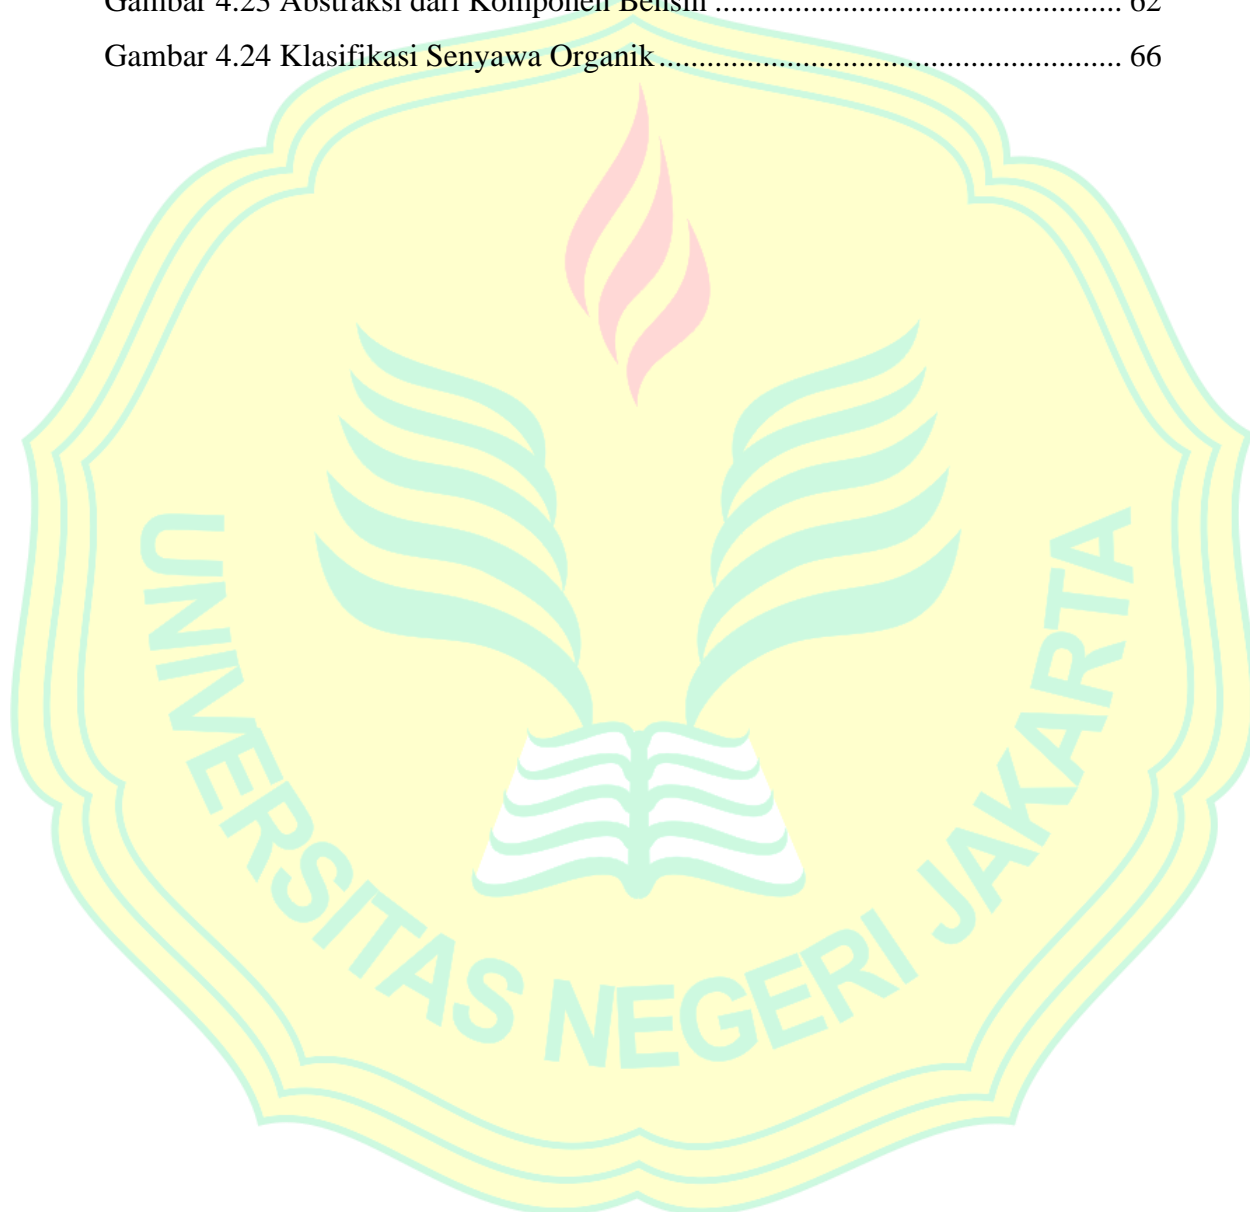 Gambar 4.23 Abstraksi dari Komponen Bensin ............................................ 62
Gambar 4.24 Klasifikasi Senyawa Organik .................................................. 66
UNIVERSITAS NEGERI JAKARTA